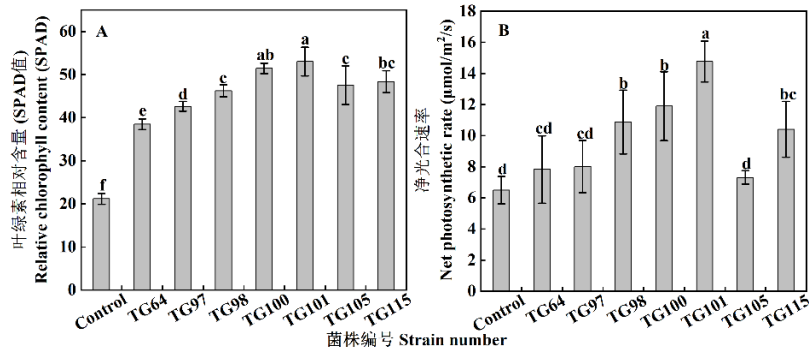 叶绿素相对含量 (SPAD值)
Relative chlorophyll content (SPAD)
60
50
40
30
20
10
0
A
f
e
d
c
ab
a
c
bc
Control
TG64
TG97
TG98
TG100
TG101
TG105
TG115
净光合速率
Net photosynthetic rate (μmol/m²/s)
18
16
14
12
10
8
6
4
2
0
B
d
cd
cd
b
b
a
d
bc
Control
TG64
TG97
TG98
TG100
TG101
TG105
TG115
菌株编号 Strain number